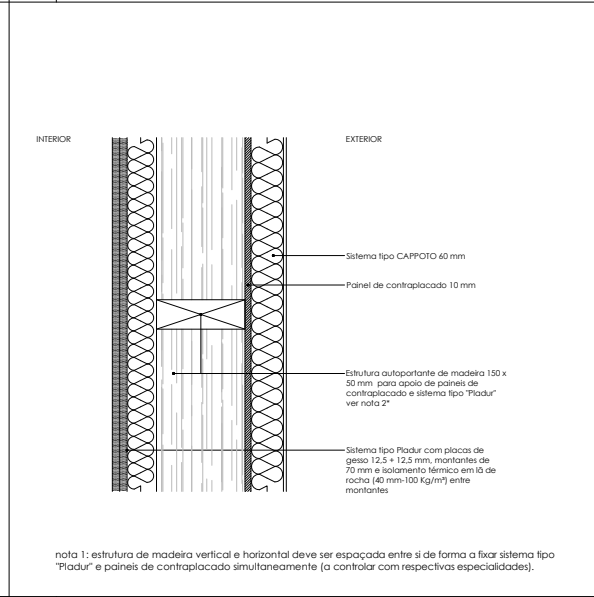 INTERIOR
EXTERIOR
Sistema tipo CAPPOTO 60 mm
Painel de contraplacado 10 mm
Estrutura autoportante de madeira 150 x
50 mm para apoio de paineis de
contraplacado e sistema tipo "Pladur"
ver nota 2*
Sistema tipo Pladur com placas de
gesso 12,5 + 12,5 mm, montantes de
70 mm e isolamento térmico em lã de
rocha (40 mm-100 Kg/m³) entre
montantes
nota 1: estrutura de madeira vertical e horizontal deve ser espaçada entre si de forma a fixar sistema tipo
"Pladur" e paineis de contraplacado simultaneamente (a controlar com respectivas especialidades).